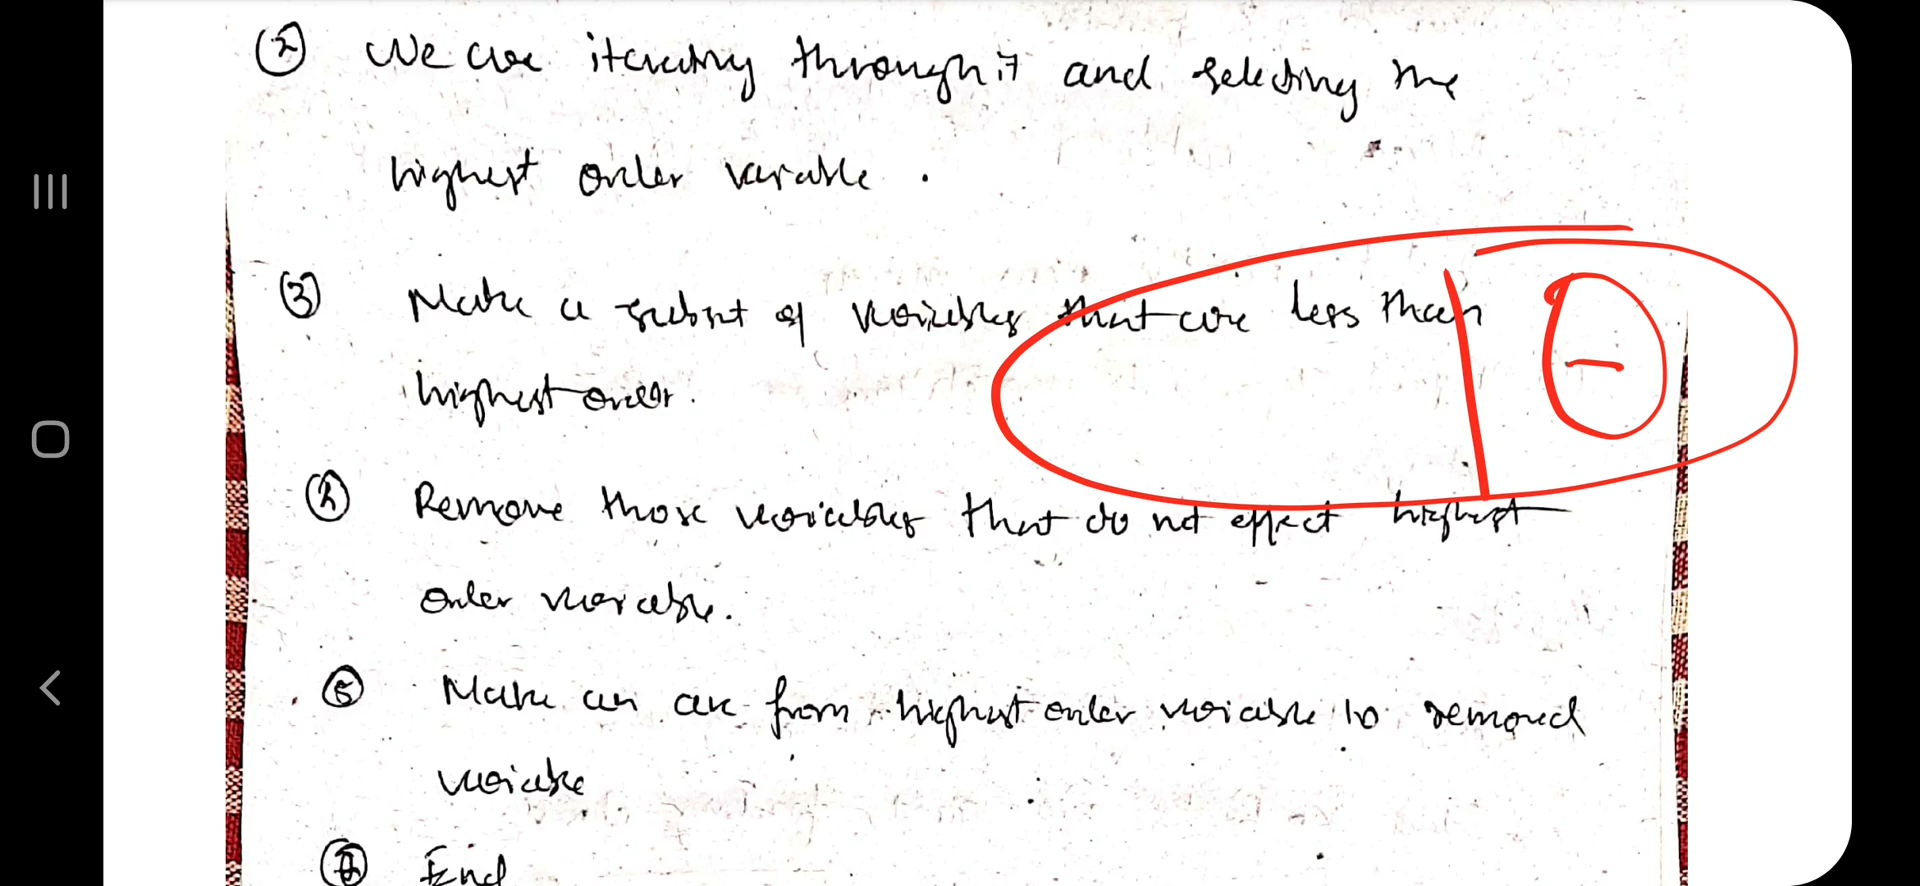 ② We are iterating through it and selecting the
highest order variable .
③ Make a subset of variables that are less than
highest order.
④ Remove those variables that do not effect highest
order variable.
⑤ Make an arc from highest order variable to removed
variable
End